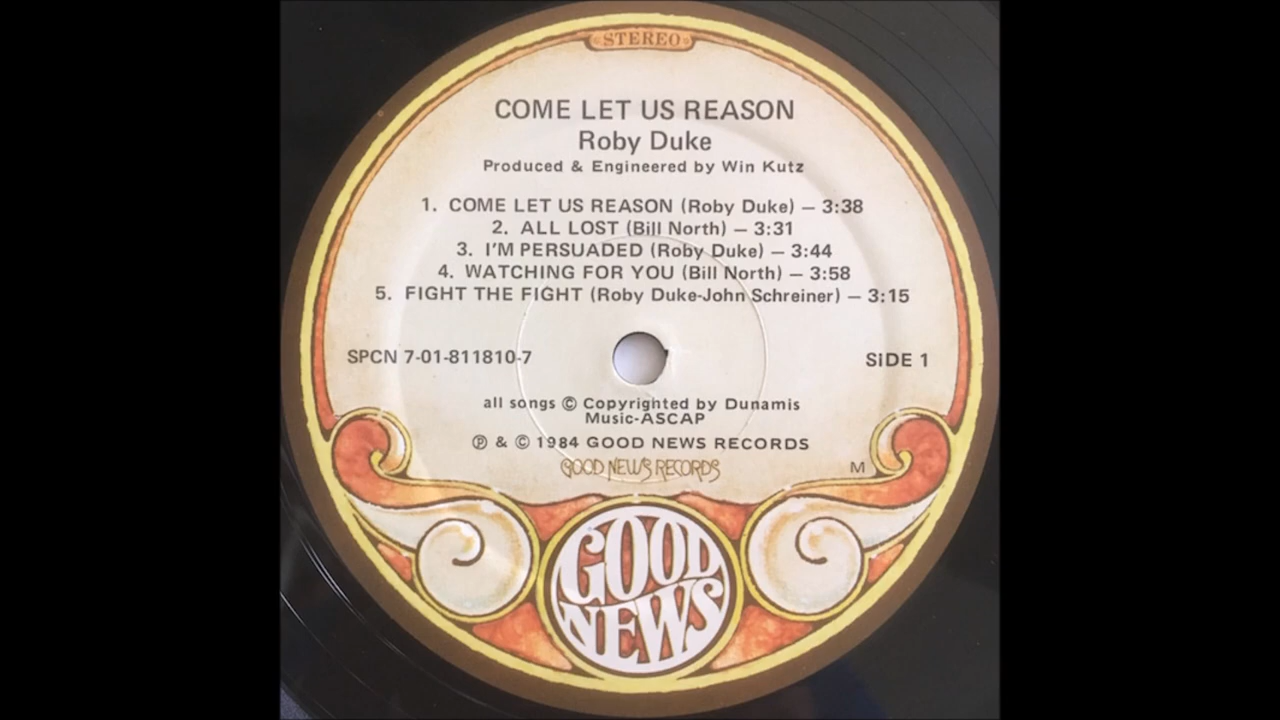 STEREO
COME LET US REASON
Roby Duke
Produced & Engineered by Win Kutz
1. COME LET US REASON (Roby Duke) — 3:38
2. ALL LOST (Bill North) — 3:31
3. I'M PERSUADED (Roby Duke) — 3:44
4. WATCHING FOR YOU (Bill North) — 3:58
5. FIGHT THE FIGHT (Roby Duke-John Schreiner) — 3:15
SPCN 7-01-811810-7 SiDE 1
all songs © Copyrighted by Dunamis
Music-ASCAP
℗ & © 1984 GOOD NEWS RECORDS
GOOD NEWS RECORDS M
GOOD
NEWS